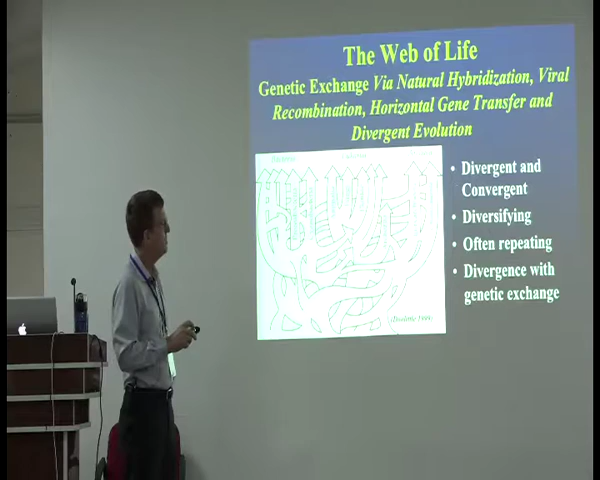 The Web of Life
Genetic Exchange Via Natural Hybridization, Viral
Recombination, Horizontal Gene Transfer and
Divergent Evolution
• Divergent and
Convergent
• Diversifying
• Often repeating
• Divergence with
genetic exchange